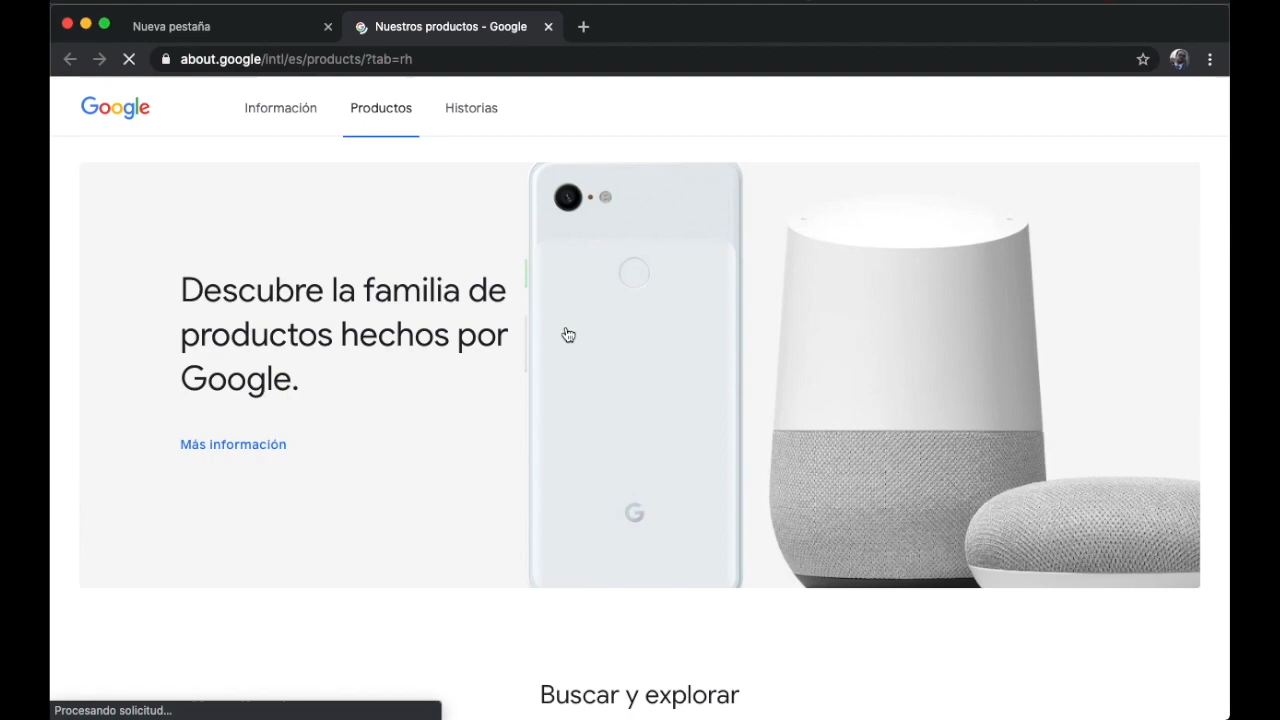 Nueva pestaña
Nuestros productos - Google
about.google/intl/es/products/?tab=rh
Google
Información
Productos
Historias
Descubre la familia de
productos hechos por
Google.
Más información
G
Buscar y explorar
Procesando solicitud...